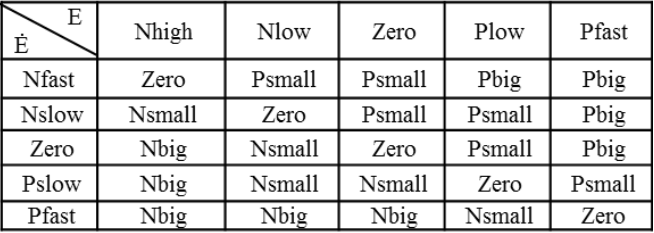 E
Ė
Nhigh Nlow Zero Plow Pfast
Nfast Zero Psmall Psmall Pbig Pbig
Nslow Nsmall Zero Psmall Psmall Pbig
Zero Nbig Nsmall Zero Psmall Pbig
Pslow Nbig Nsmall Nsmall Zero Psmall
Pfast Nbig Nbig Nbig Nsmall Zero